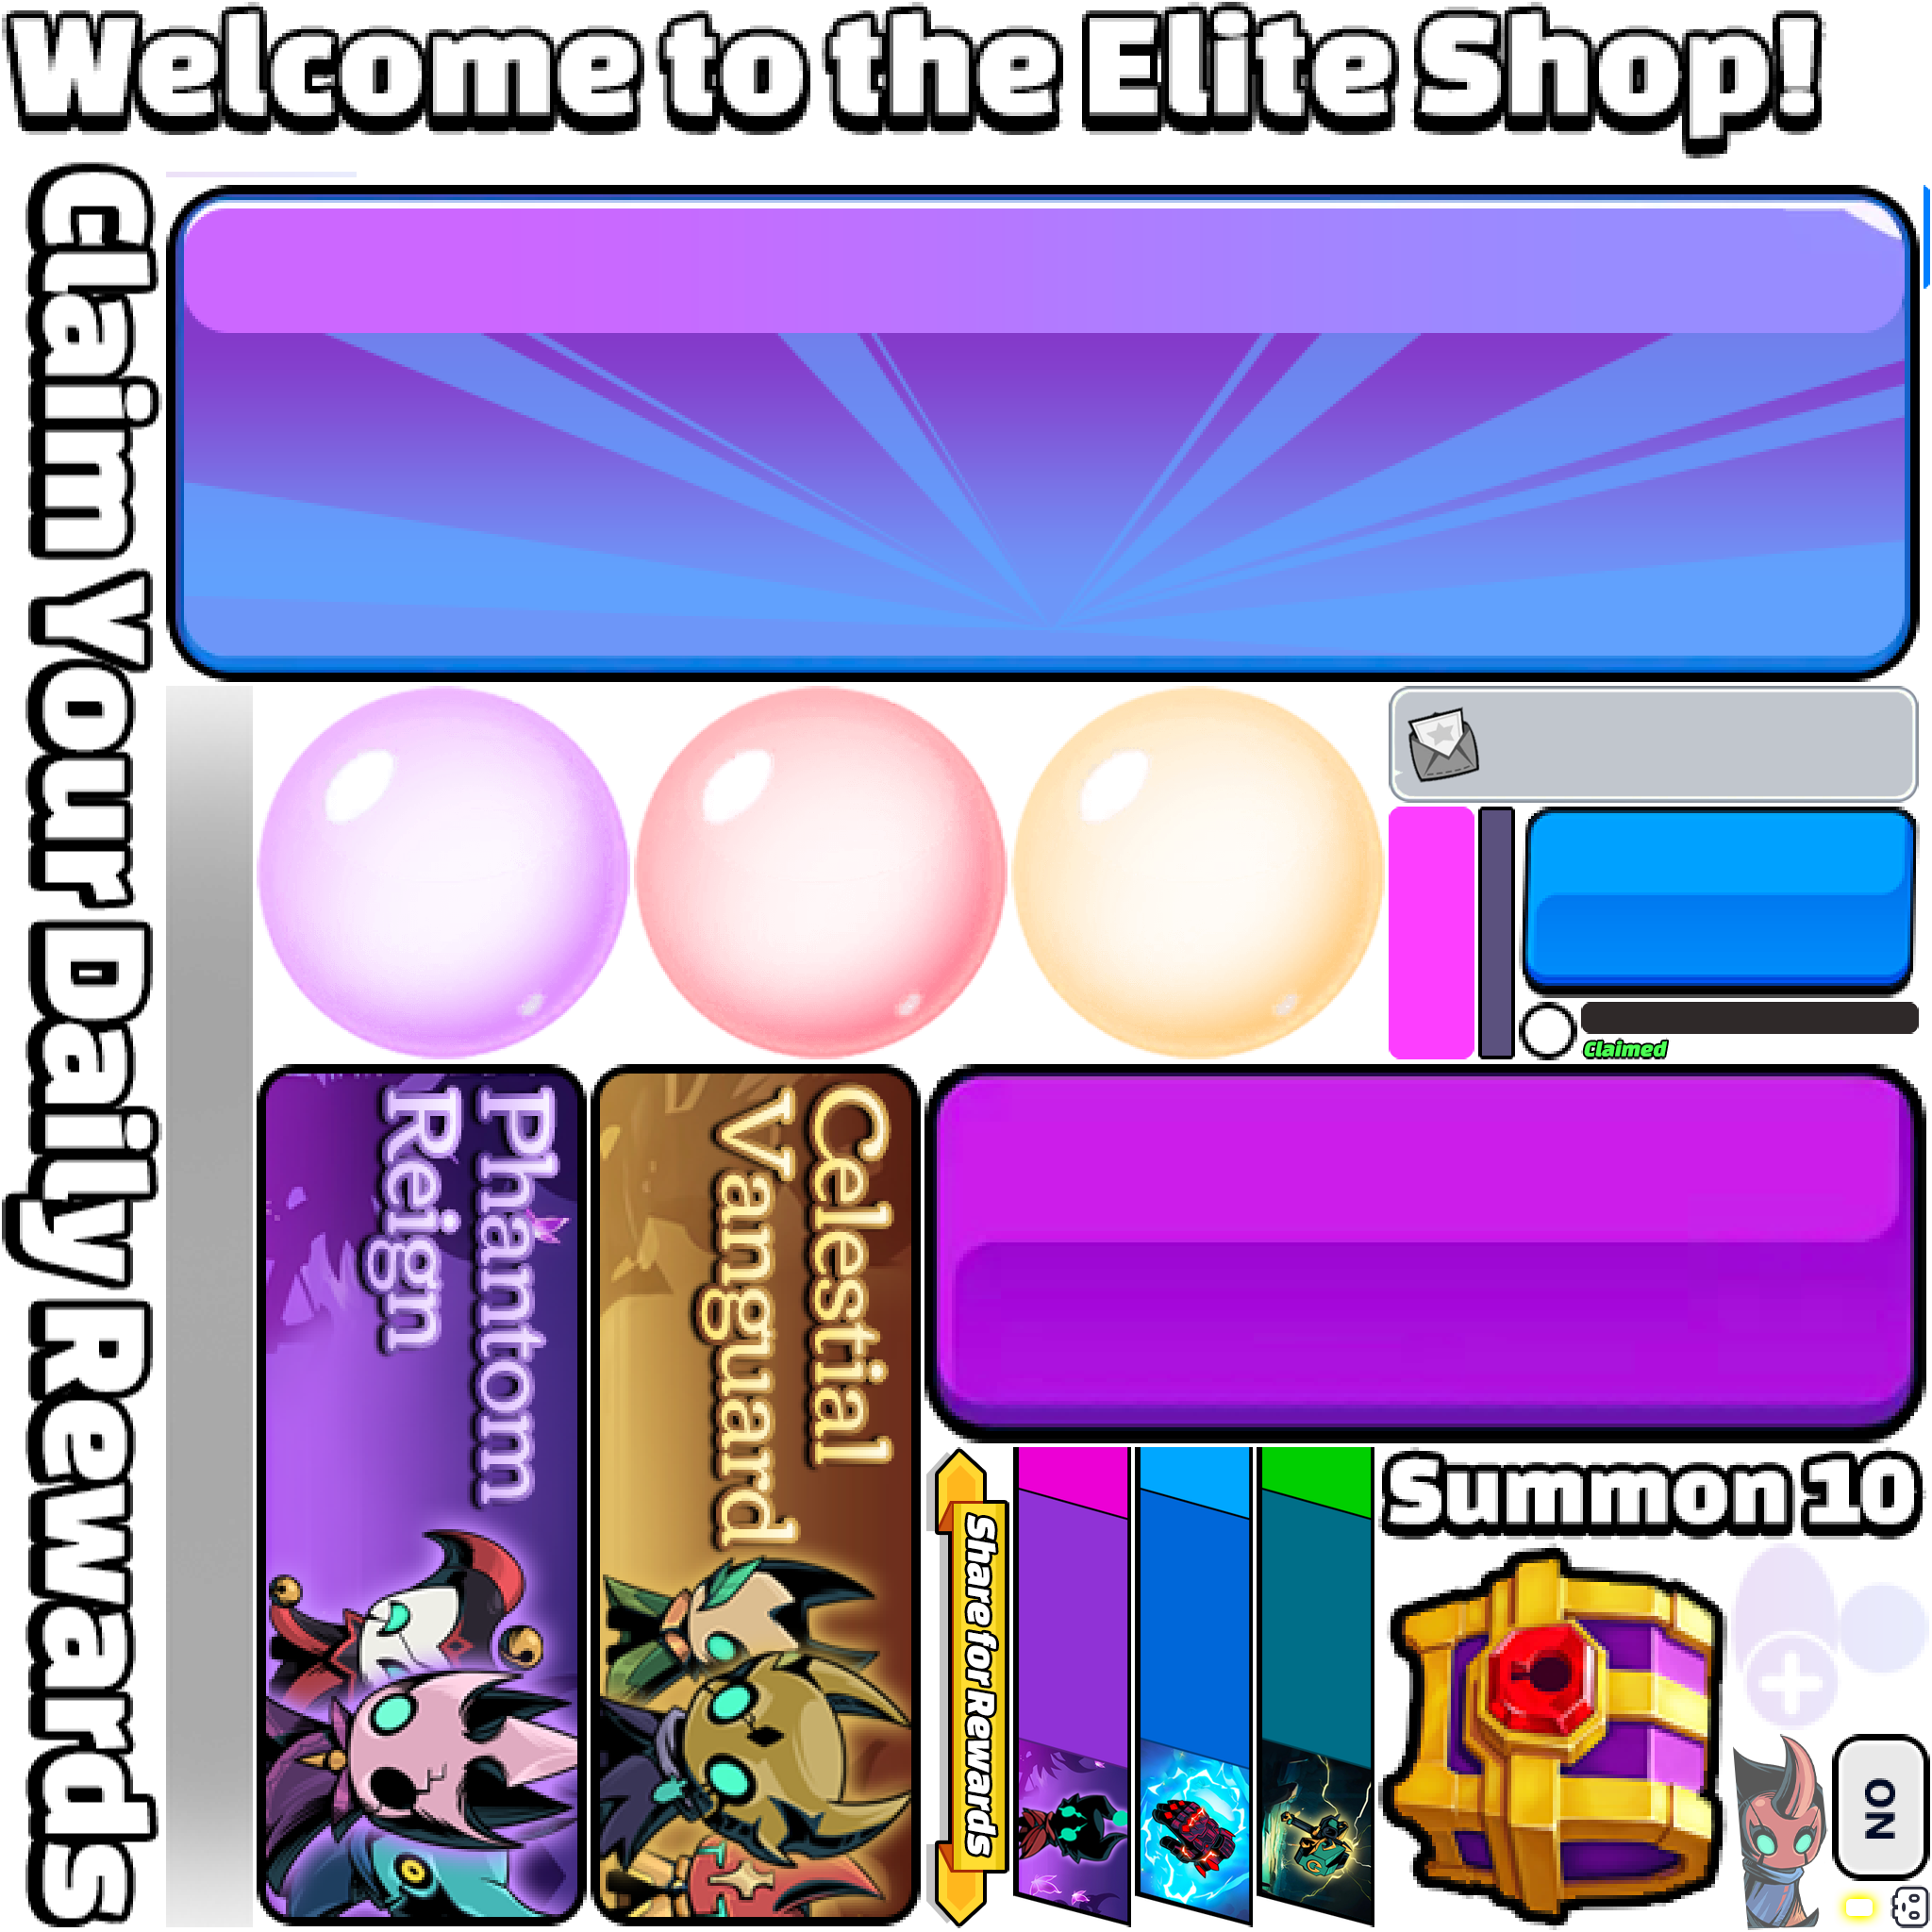 Welcome to the Elite Shop!
Claim Your Daily Rewards
Claimed
Phantom
Reign
Celestial
Vanguard
Share for Rewards
Summon 10
NO